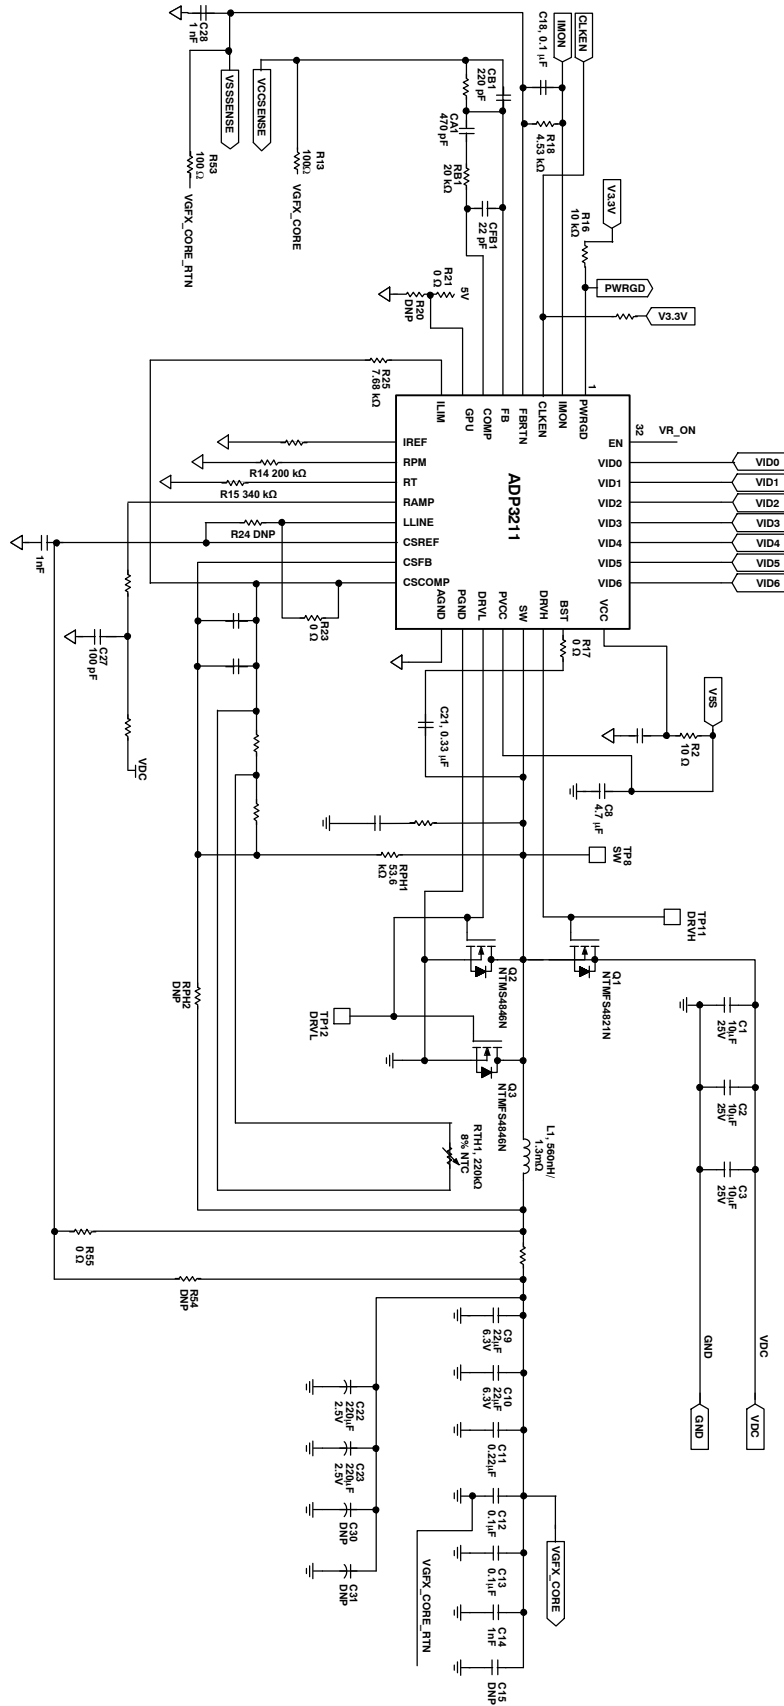 C28
1 nF
VSSSENSE
R53
100 Ω
VGFX_CORE_RTN
VCCSENSE
R13
100Ω
VGFX_CORE
CB1
220 pF
CA1
470 pF
RB1
20 kΩ
CFB1
22 pF
C18, 0.1 µF
R18
4.53 kΩ
IMON
CLKEN
V3.3V
R16
10 kΩ
PWRGD
V3.3V
5V
R21
0 Ω
R20
DNP
R25
7.68 kΩ
1
ILIM
GPU
COMP
FB
FBRTN
CLKEN
IMON
PWRGD
32
VR_ON
EN
VID0
VID1
VID2
VID3
VID4
VID5
VID6
VID0
VID1
VID2
VID3
VID4
VID5
VID6
ADP3211
IREF
RPM
RT
RAMP
LLINE
CSREF
CSFB
CSCOMP
AGND
PGND
DRVL
PVCC
SW
DRVH
BST
VCC
R14 200 kΩ
R15 340 kΩ
R24 DNP
1nF
R23
0 Ω
C27
100 pF
VDC
R17
0 Ω
C21, 0.33 µF
V5S
R2
10 Ω
C8
4.7 µF
TP8
SW
RPH1
53.6
kΩ
TP11
DRVH
Q1
NTMFS4821N
Q2
NTMS4846N
TP12
DRVL
Q3
NTMFS4846N
RPH2
DNP
C1
10µF
25V
C2
10µF
25V
C3
10µF
25V
L1, 560nH/
1.3mΩ
RTH1, 220kΩ
8% NTC
R55
0 Ω
R54
DNP
VDC
GND
VDC
GND
C9
22µF
6.3V
C10
22µF
6.3V
C11
0.22µF
C12
0.1µF
C13
0.1µF
C14
1nF
C15
DNP
C22
220µF
2.5V
C23
220µF
2.5V
C30
DNP
C31
DNP
VGFX_CORE
VGFX_CORE_RTN